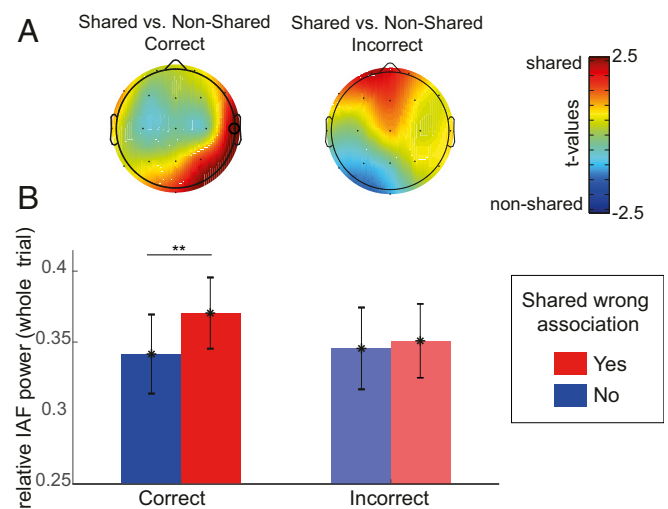 A
Shared vs. Non-Shared
Correct
Shared vs. Non-Shared
Incorrect
shared
2.5
t-values
non-shared
-2.5
B
relative IAF power (whole trial)
0.4
0.35
0.3
0.25
**
Correct
Incorrect
Shared wrong
association
Yes
No